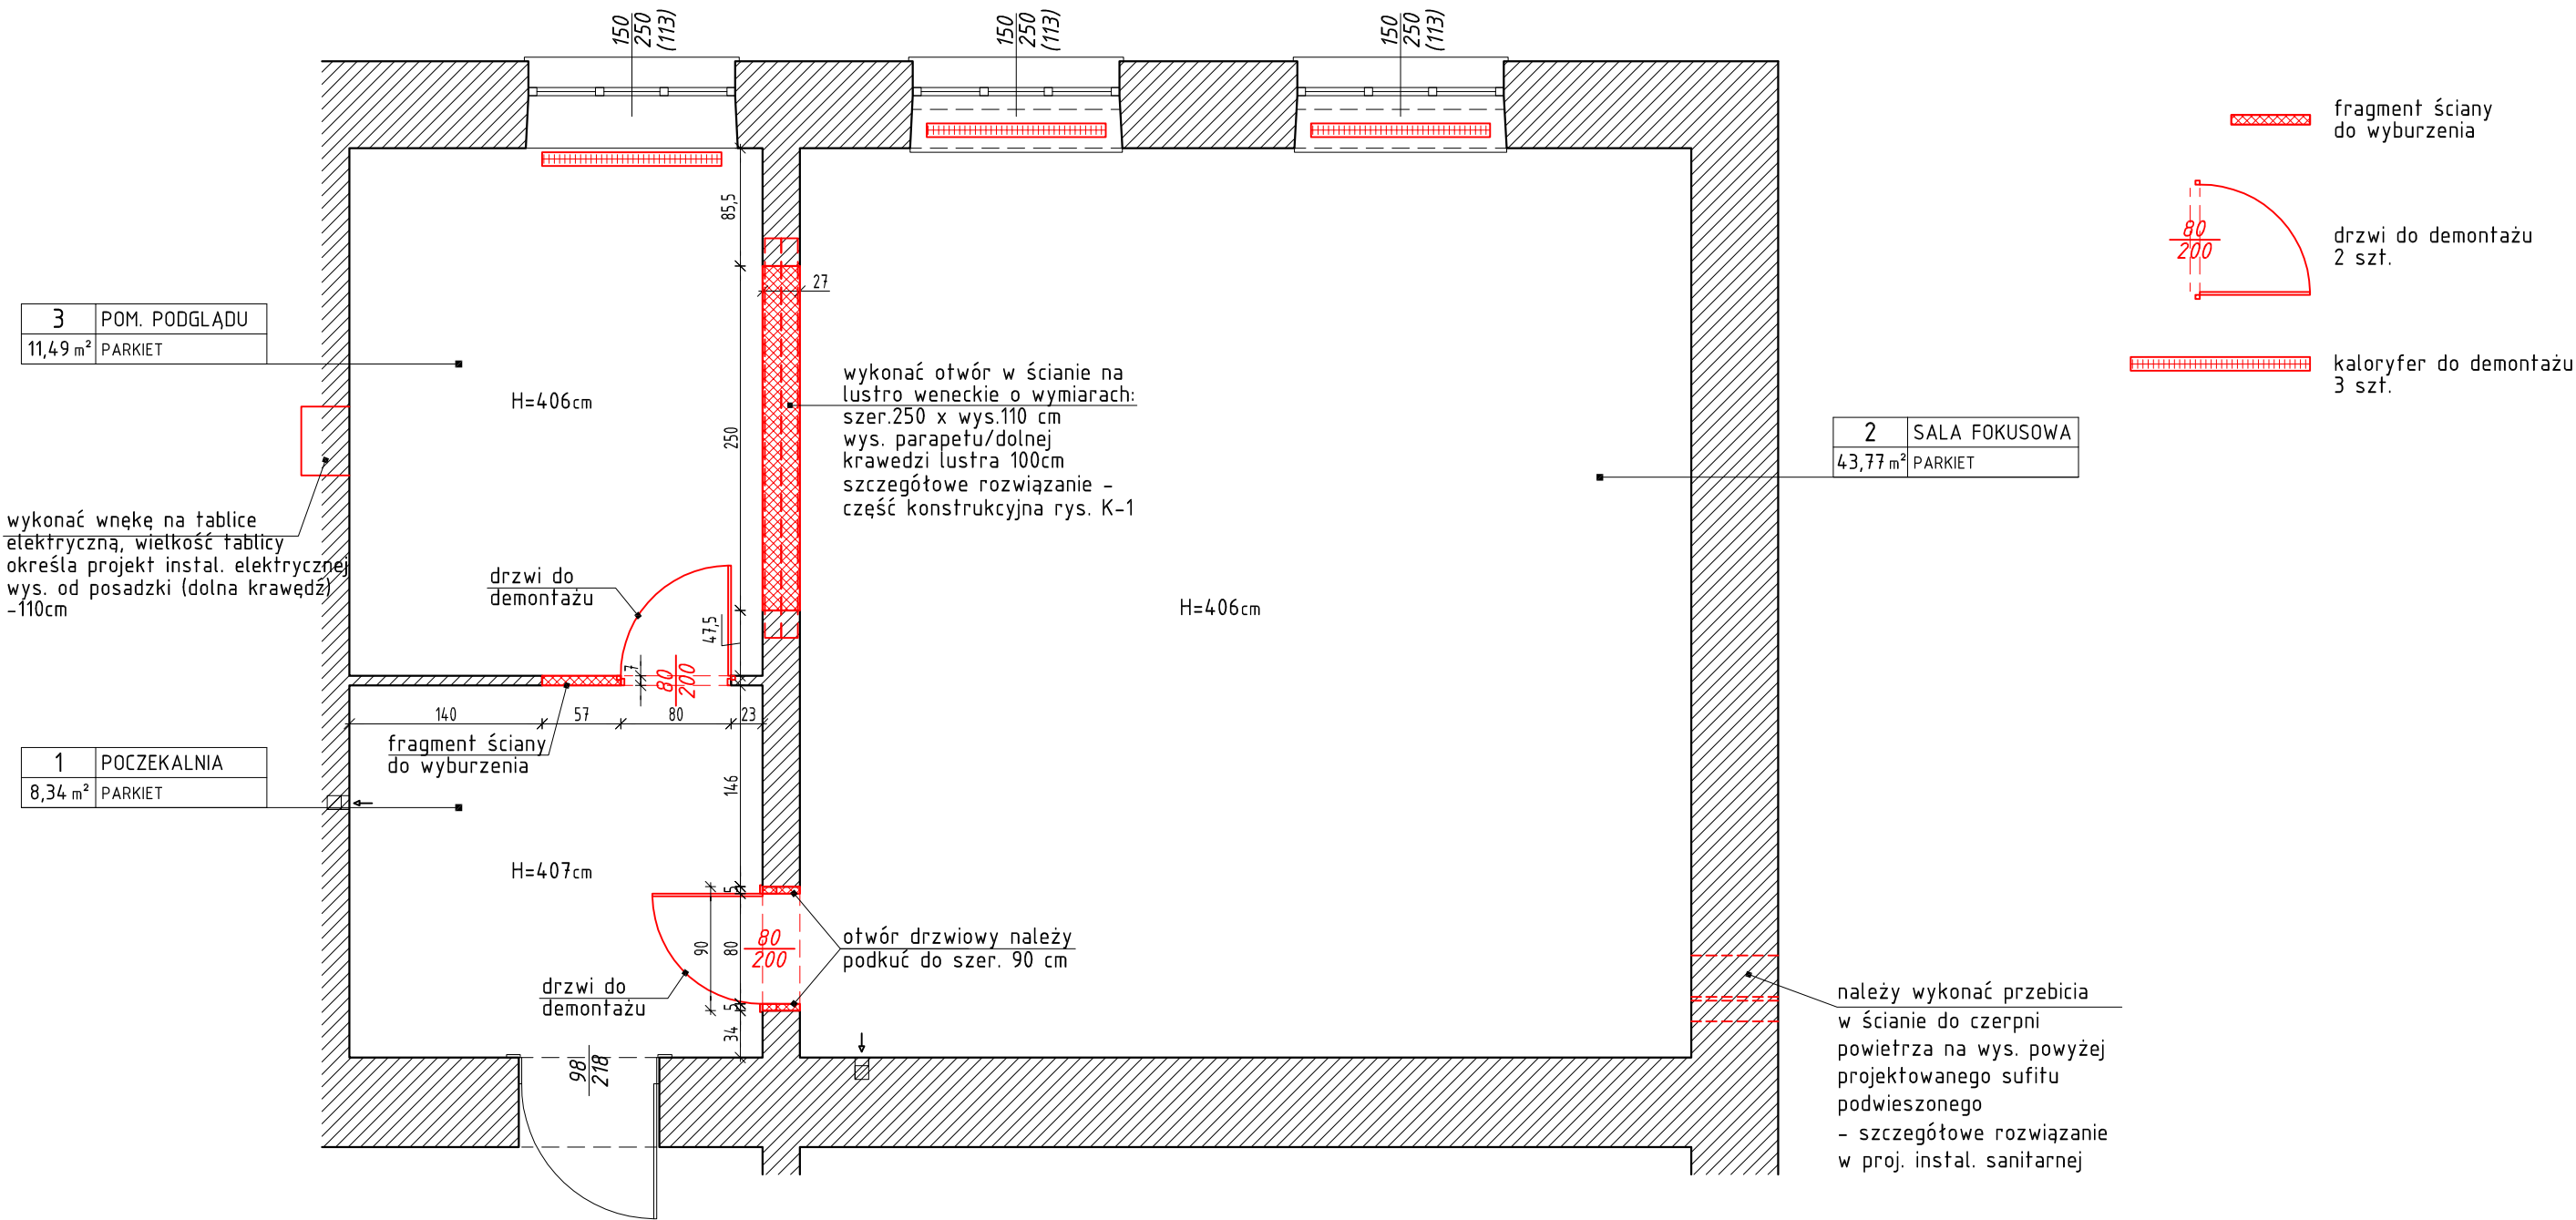 150
250
(113)
150
250
(113)
150
250
(113)
fragment ściany
do wyburzenia
80
200
drzwi do demontażu
2 szt.
kaloryfer do demontażu
3 szt.
85,5
27
250
47,5
3 POM. PODGLĄDU
11,49 m² PARKIET
H=406cm
wykonać otwór w ścianie na
lustro weneckie o wymiarach:
szer.250 x wys.110 cm
wys. parapetu/dolnej
krawedzi lustra 100cm
szczegółowe rozwiązanie -
część konstrukcyjna rys. K-1
2 SALA FOKUSOWA
43,77 m² PARKIET
wykonać wnękę na tablice
elektryczną, wielkość tablicy
określa projekt instal. elektrycznej
wys. od posadzki (dolna krawędź)
-110cm
drzwi do
demontażu
H=406cm
7
80
200
140
57
80
23
fragment ściany
do wyburzenia
1 POCZEKALNIA
8,34 m² PARKIET
146
H=407cm
5
90
80
5
34
80
200
otwór drzwiowy należy
podkuć do szer. 90 cm
drzwi do
demontażu
98
218
należy wykonać przebicia
w ścianie do czerpni
powietrza na wys. powyżej
projektowanego sufitu
podwieszonego
- szczegółowe rozwiązanie
w proj. instal. sanitarnej